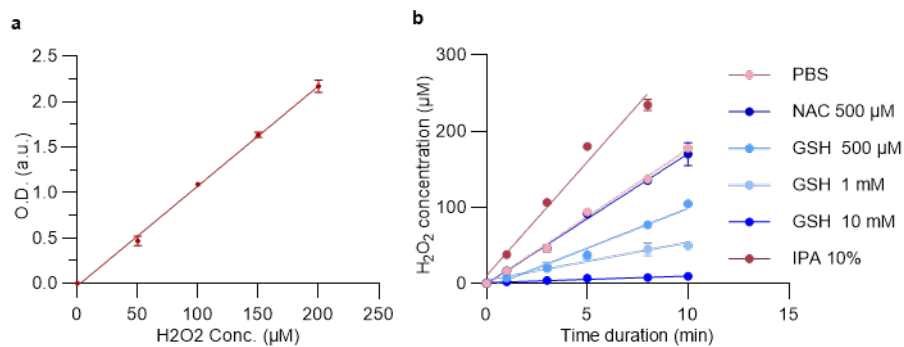 a
2.5
2.0
1.5
1.0
0.5
0.0
O.D. (a.u.)
0 50 100 150 200 250
H2O2 Conc. (µM)
b
300
200
100
0
H₂O₂ concentration (µM)
0 5 10 15
Time duration (min)
PBS
NAC 500 µM
GSH 500 µM
GSH 1 mM
GSH 10 mM
IPA 10%